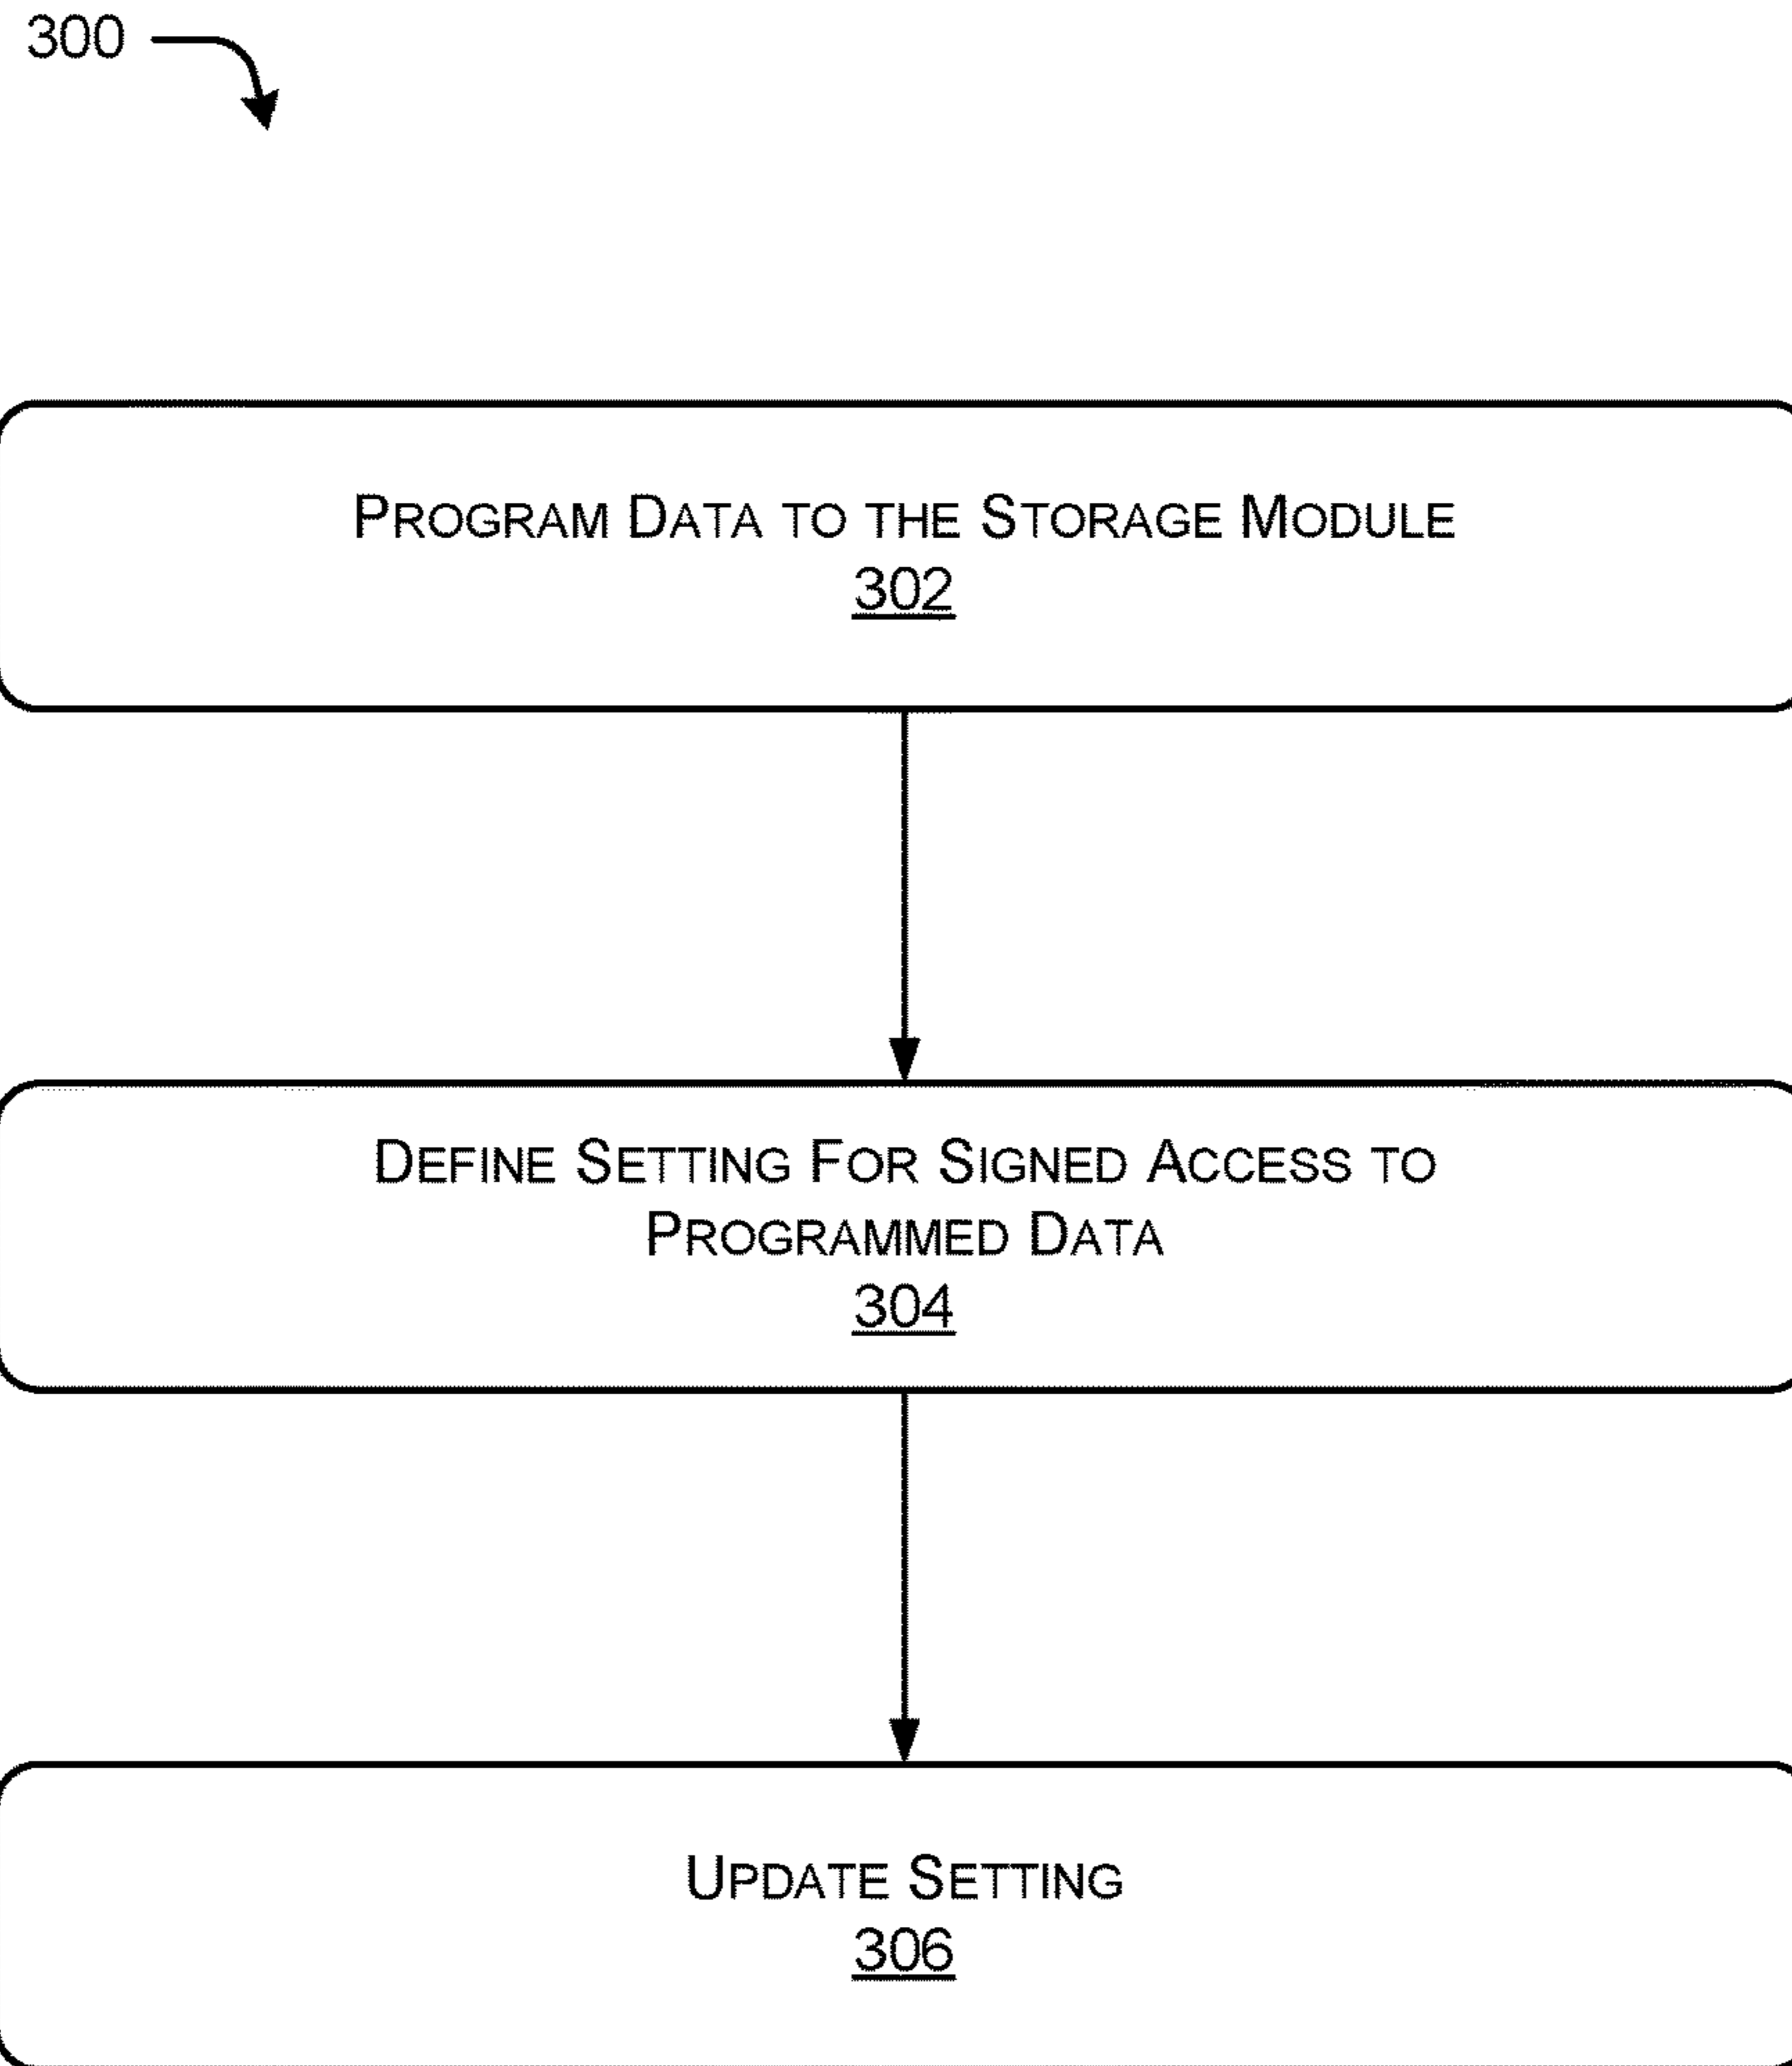 300
PROGRAM DATA TO THE STORAGE MODULE
302
DEFINE SETTING FOR SIGNED ACCESS TO
PROGRAMMED DATA
304
UPDATE SETTING
306